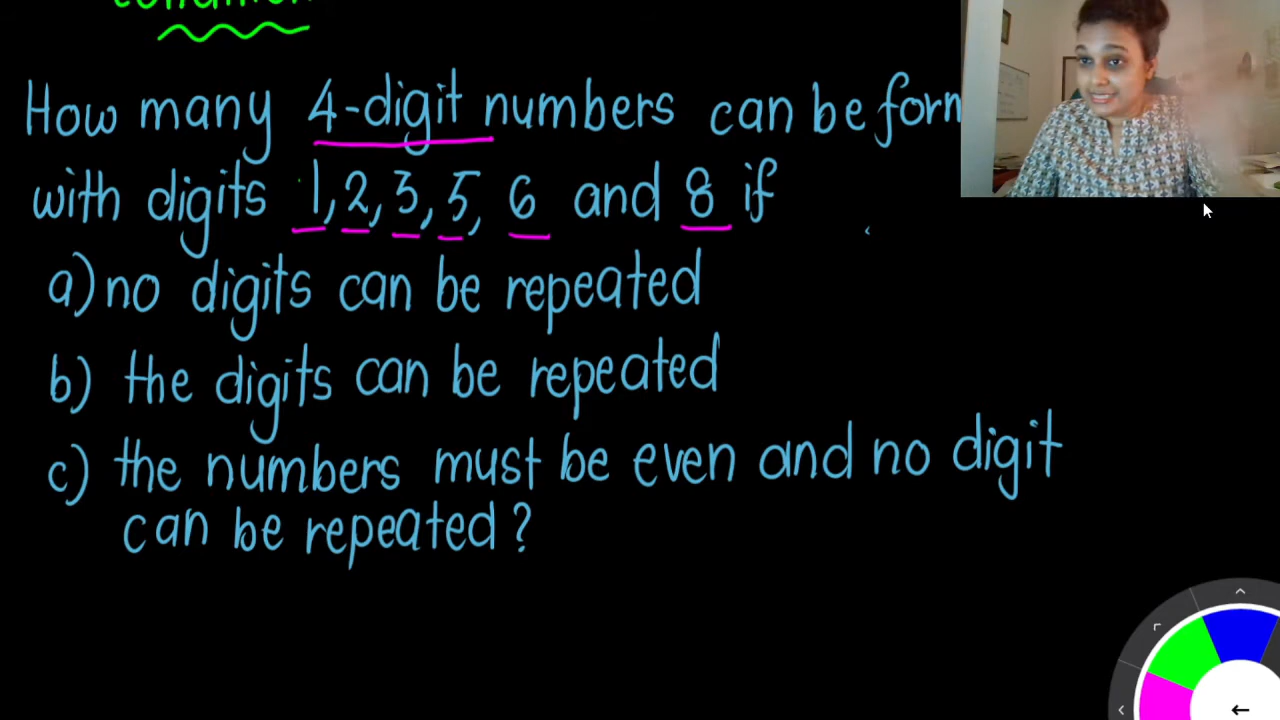 How many 4-digit numbers can be form
with digits 1, 2, 3, 5, 6 and 8 if
a) no digits can be repeated
b) the digits can be repeated
c) the numbers must be even and no digit
can be repeated?